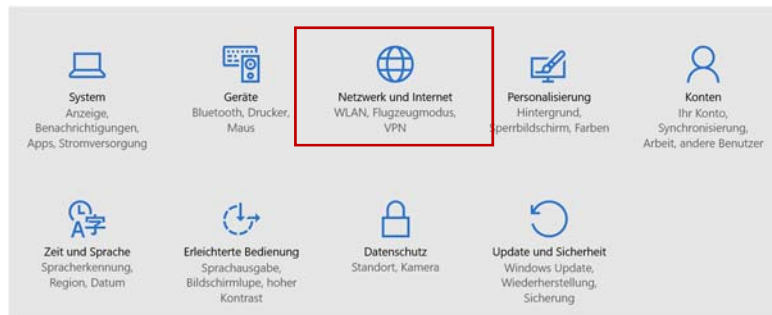 System
Anzeige,
Benachrichtigungen,
Apps, Stromversorgung
Geräte
Bluetooth, Drucker,
Maus
Netzwerk und Internet
WLAN, Flugzeugmodus,
VPN
Personalisierung
Hintergrund,
Sperrbildschirm, Farben
Konten
Ihr Konto,
Synchronisierung,
Arbeit, andere Benutzer
A字
Zeit und Sprache
Spracherkennung,
Region, Datum
Erleichterte Bedienung
Sprachausgabe,
Bildschirmlupe, hoher
Kontrast
Datenschutz
Standort, Kamera
Update und Sicherheit
Windows Update,
Wiederherstellung,
Sicherung